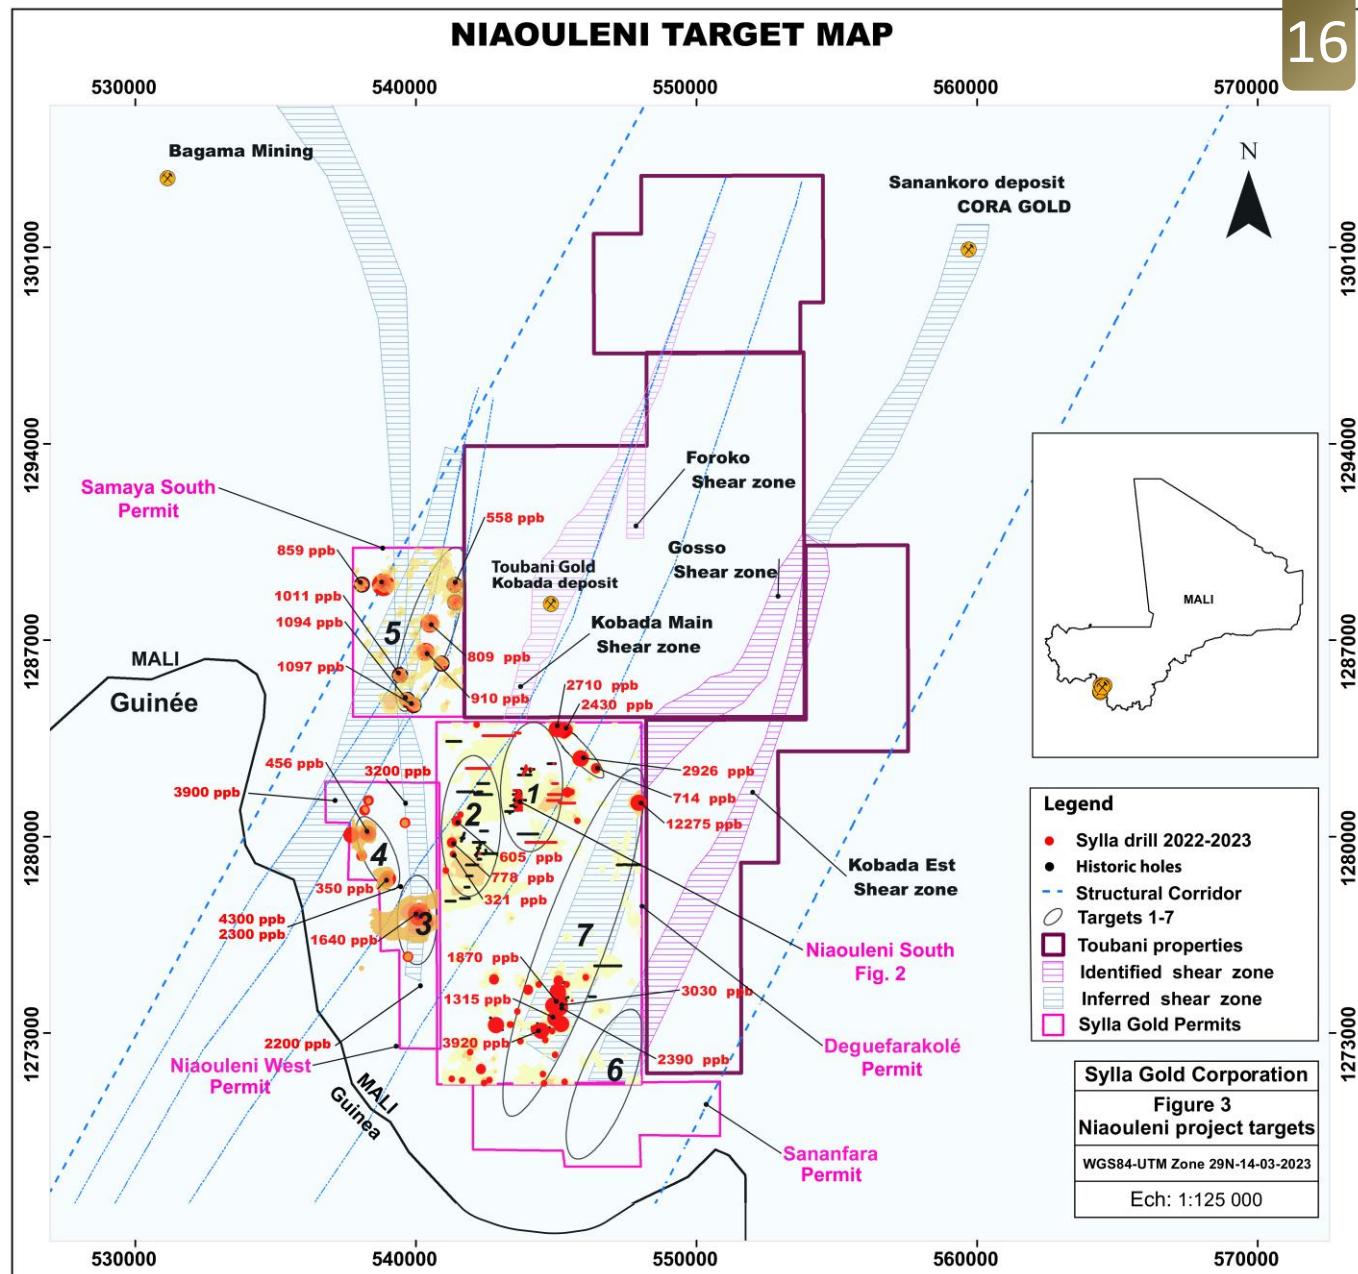 16
NIAOULENI TARGET MAP
530000
540000
550000
560000
570000
Bagama Mining
N
Sanankoro deposit
CORA GOLD
1301000
1301000
1294000
1294000
Foroko
Shear zone
Samaya South
Permit
558 ppb
859 ppb
Gosso
Shear zone
Toubani Gold
Kobada deposit
1011 ppb
1094 ppb
5
Kobada Main
Shear zone
MALI
1287000
1287000
MALI
Guinée
1097 ppb
809 ppb
910 ppb
2710 ppb
2430 ppb
456 ppb
3200 ppb
2926 ppb
3900 ppb
714 ppb
12275 ppb
1
2
1280000
1280000
4
605 ppb
778 ppb
321 ppb
350 ppb
Kobada Est
Shear zone
4300 ppb
2300 ppb
1640 ppb
3
7
Niaouleni South
Fig. 2
1870 ppb
1315 ppb
3030 ppb
3920 ppb
2390 ppb
2200 ppb
1273000
1273000
Deguefarakolé
Permit
Niaouleni West
Permit
6
MALI
Guinea
Sananfara
Permit
Legend
Sylla drill 2022-2023
Historic holes
Structural Corridor
Targets 1-7
Toubani properties
Identified shear zone
Inferred shear zone
Sylla Gold Permits
Sylla Gold Corporation
Figure 3
Niaouleni project targets
WGS84-UTM Zone 29N-14-03-2023
Ech: 1:125 000
530000
540000
550000
560000
570000